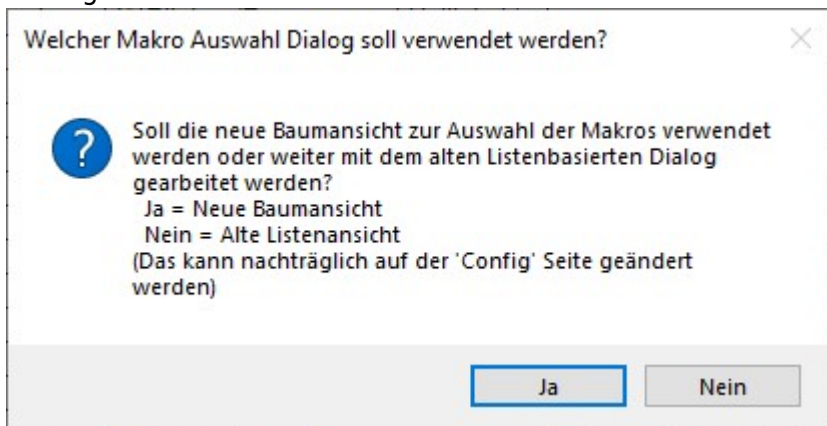 Welcher Makro Auswahl Dialog soll verwendet werden?
Soll die neue Baumansicht zur Auswahl der Makros verwendet
werden oder weiter mit dem alten Listenbasierten Dialog
gearbeitet werden?
Ja = Neue Baumansicht
Nein = Alte Listenansicht
(Das kann nachträglich auf der 'Config' Seite geändert
werden)
Ja
Nein